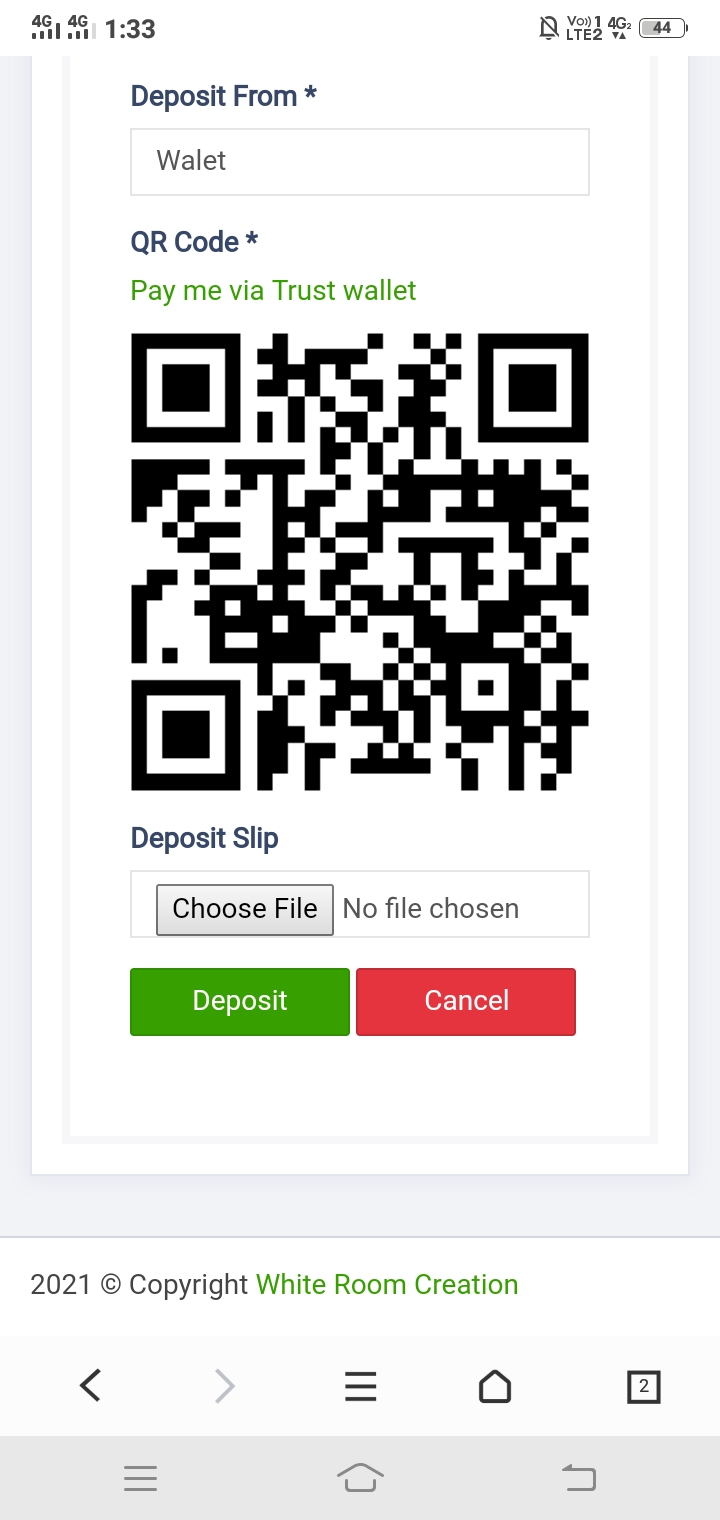 4G 4G 1:33 Vo)) 1 LTE2 4G2 44
Deposit From *
Walet
QR Code *
Pay me via Trust wallet
Deposit Slip
Choose File No file chosen
Deposit Cancel
2021 © Copyright White Room Creation
2